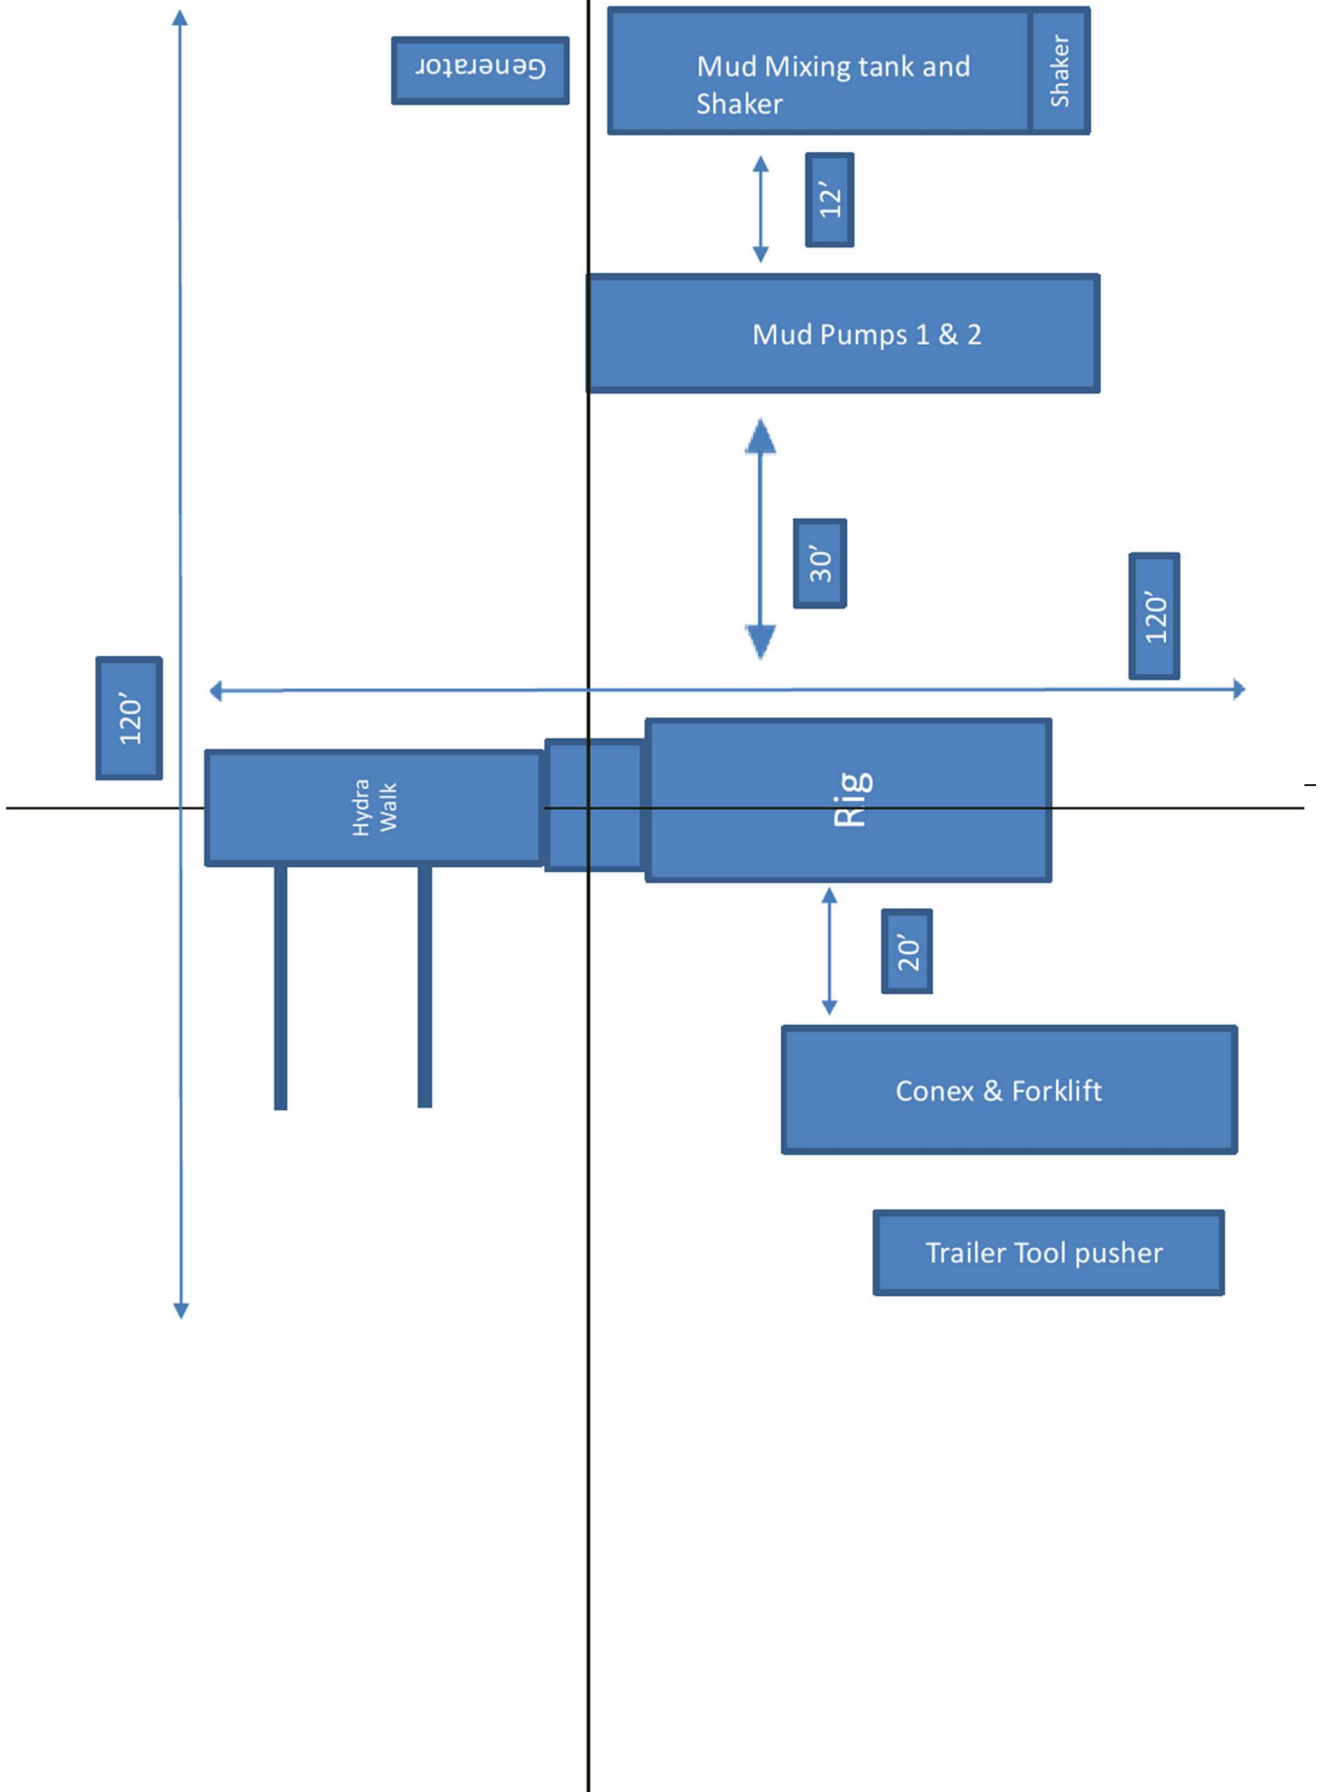 Generator
Mud Mixing tank and
Shaker
Shaker
12’
Mud Pumps 1 & 2
30’
120’
120’
Hydra
Walk
Rig
20’
Conex & Forklift
Trailer Tool pusher